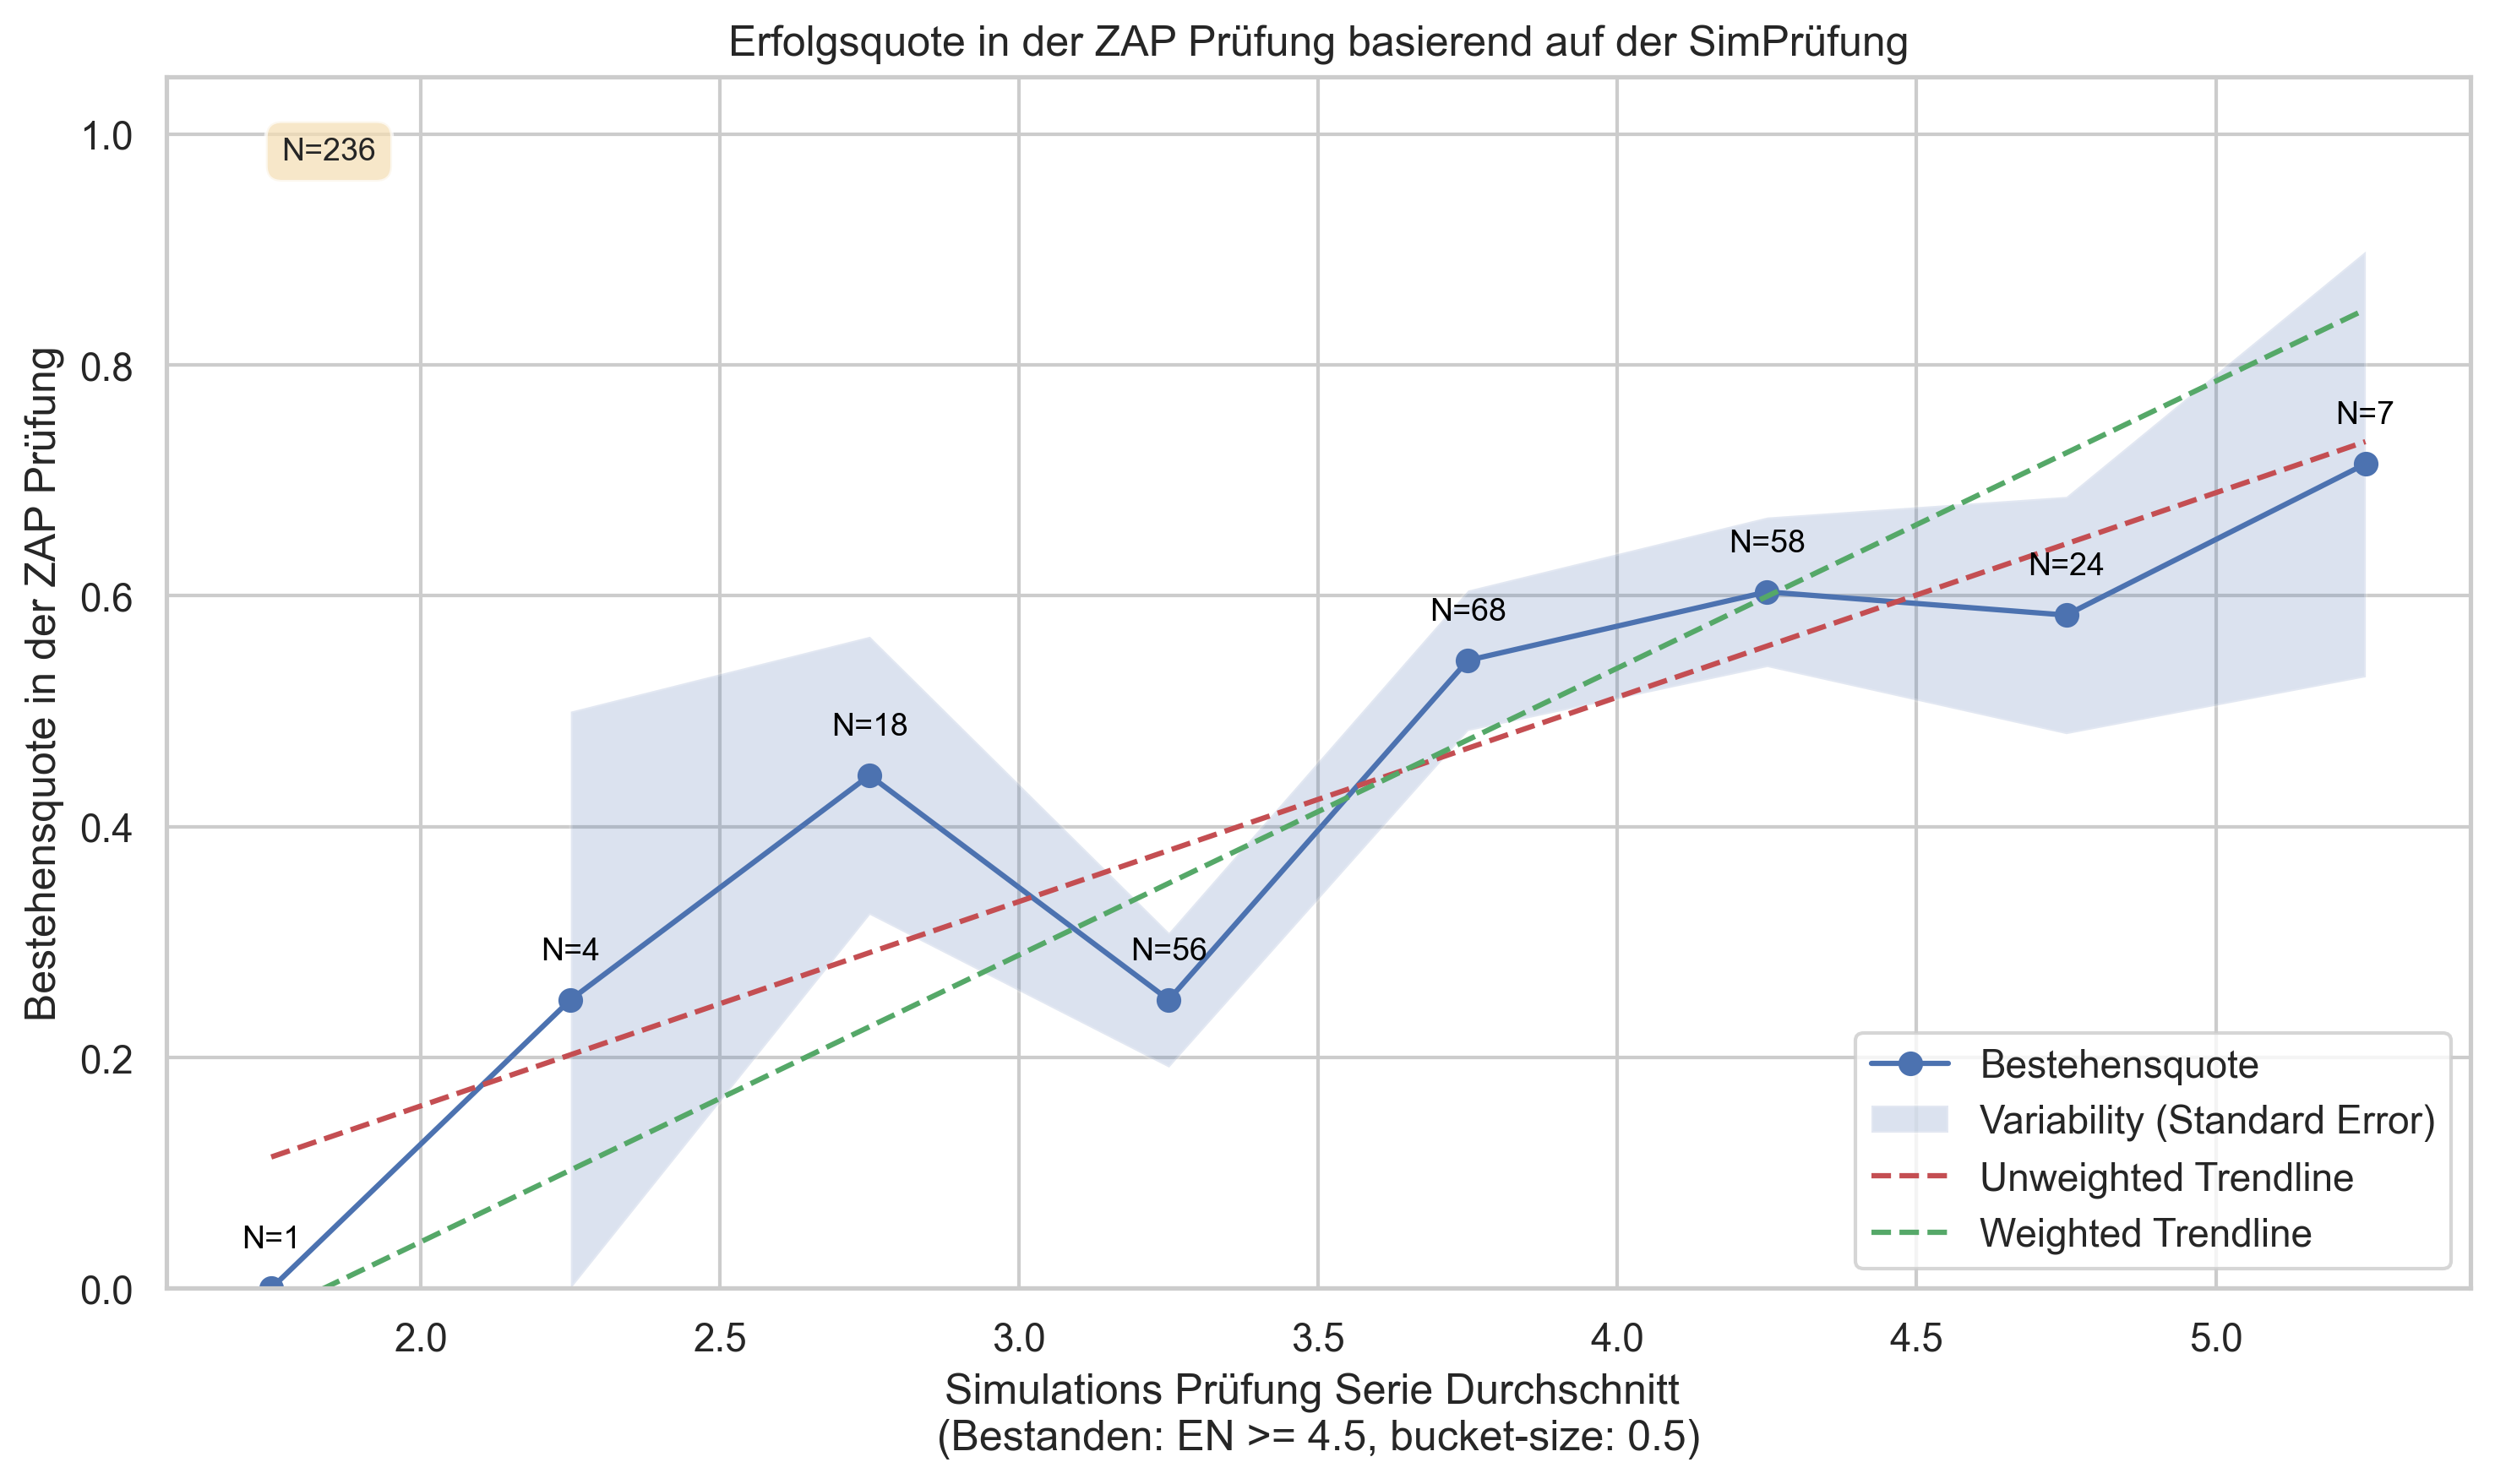 Erfolgsquote in der ZAP Prüfung basierend auf der SimPrüfung
Bestehensquote in der ZAP Prüfung
1.0
0.8
0.6
0.4
0.2
0.0
N=236
N=1
N=4
N=18
N=56
N=68
N=58
N=24
N=7
Bestehensquote
Variability (Standard Error)
Unweighted Trendline
Weighted Trendline
2.0
2.5
3.0
3.5
4.0
4.5
5.0
Simulations Prüfung Serie Durchschnitt
(Bestanden: EN >= 4.5, bucket-size: 0.5)